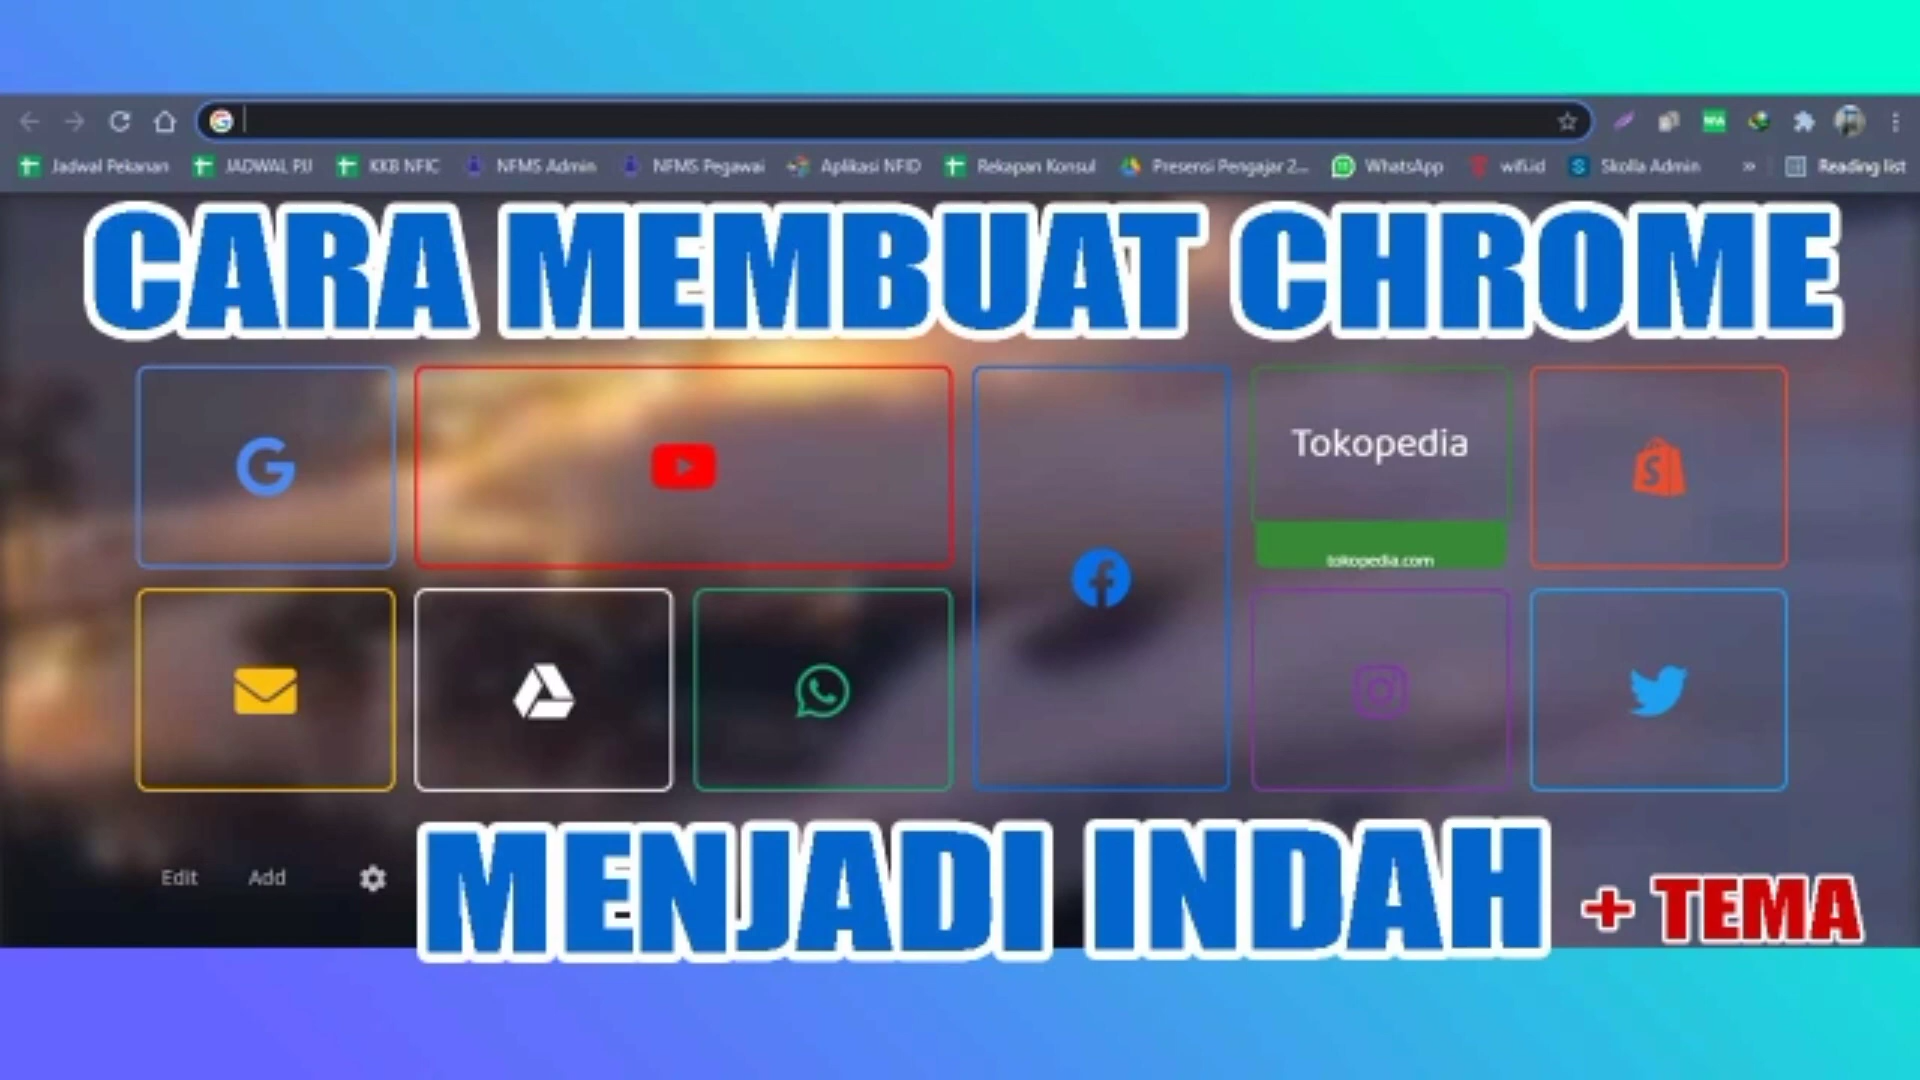 Jadwal Pekanan JADWAL PJJ KKB NFIC NFMS Admin NFMS Pegawai Aplikasi NFID Rekapan Konsul Presensi Pengajar 2... WhatsApp wifi.id Skolla Admin » Reading list
CARA MEMBUAT CHROME
Tokopedia
tokopedia.com
Edit Add
MENJADI INDAH + TEMA